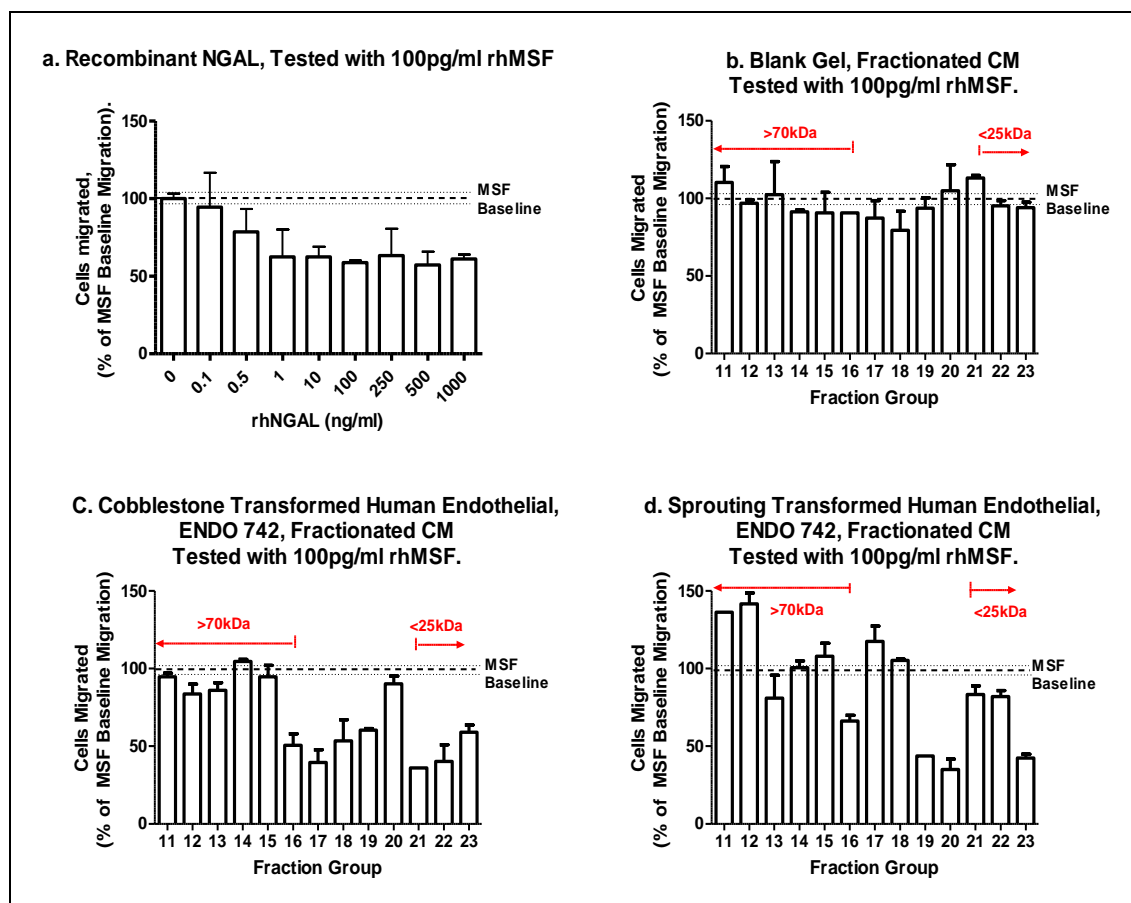 a. Recombinant NGAL, Tested with 100pg/ml rhMSF
Cells migrated,
(% of MSF Baseline Migration).
150
100
50
0
MSF
Baseline
0 0.1 0.5 1 10 100 250 500 1000
rhNGAL (ng/ml)
b. Blank Gel, Fractionated CM
Tested with 100pg/ml rhMSF.
Cells Migrated
(% of MSF Baseline Migration)
150
100
50
0
>70kDa
<25kDa
MSF
Baseline
11 12 13 14 15 16 17 18 19 20 21 22 23
Fraction Group
C. Cobblestone Transformed Human Endothelial,
ENDO 742, Fractionated CM
Tested with 100pg/ml rhMSF.
Cells Migrated
(% of MSF Baseline Migration)
150
100
50
0
>70kDa
<25kDa
MSF
Baseline
11 12 13 14 15 16 17 18 19 20 21 22 23
Fraction Group
d. Sprouting Transformed Human Endothelial,
ENDO 742, Fractionated CM
Tested with 100pg/ml rhMSF.
Cells Migrated
(% of MSF Baseline Migration)
150
100
50
0
>70kDa
<25kDa
MSF
Baseline
11 12 13 14 15 16 17 18 19 20 21 22 23
Fraction Group